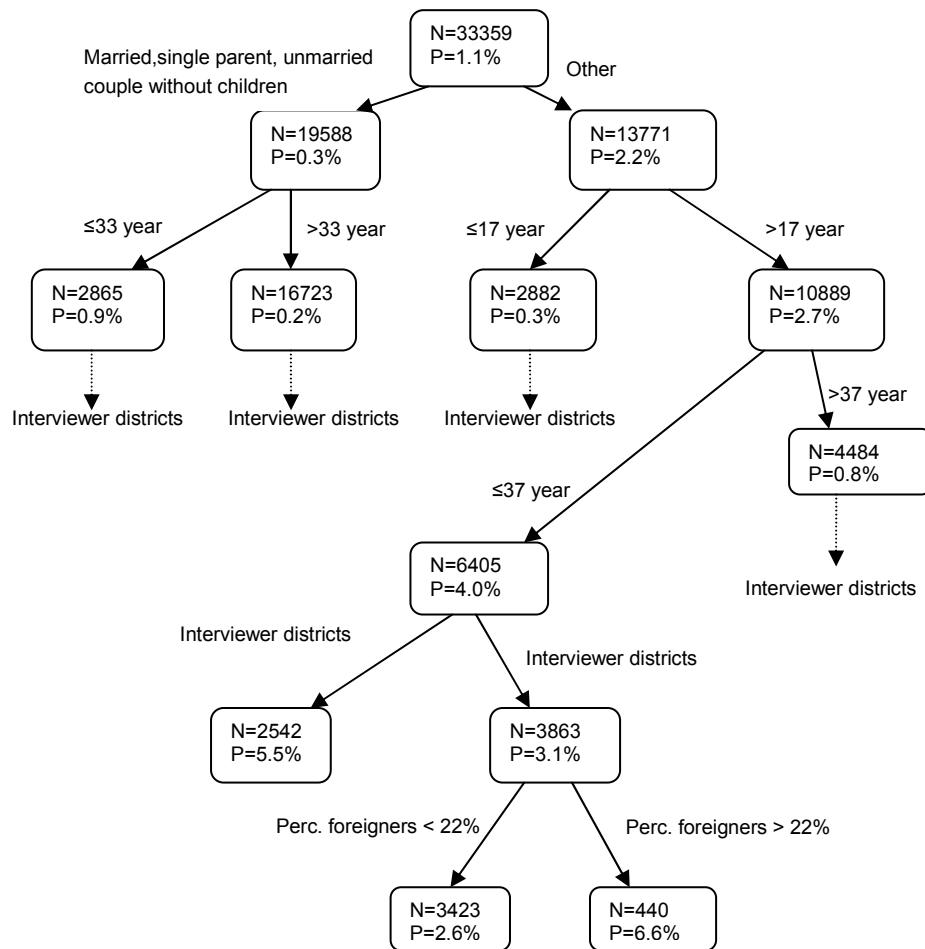 N=33359
P=1.1%
Married,single parent, unmarried
couple without children
Other
N=19588
P=0.3%
N=13771
P=2.2%
≤33 year
>33 year
≤17 year
>17 year
N=2865
P=0.9%
N=16723
P=0.2%
N=2882
P=0.3%
N=10889
P=2.7%
Interviewer districts
Interviewer districts
Interviewer districts
>37 year
N=4484
P=0.8%
≤37 year
N=6405
P=4.0%
Interviewer districts
Interviewer districts
Interviewer districts
N=2542
P=5.5%
N=3863
P=3.1%
Perc. foreigners < 22%
Perc. foreigners > 22%
N=3423
P=2.6%
N=440
P=6.6%